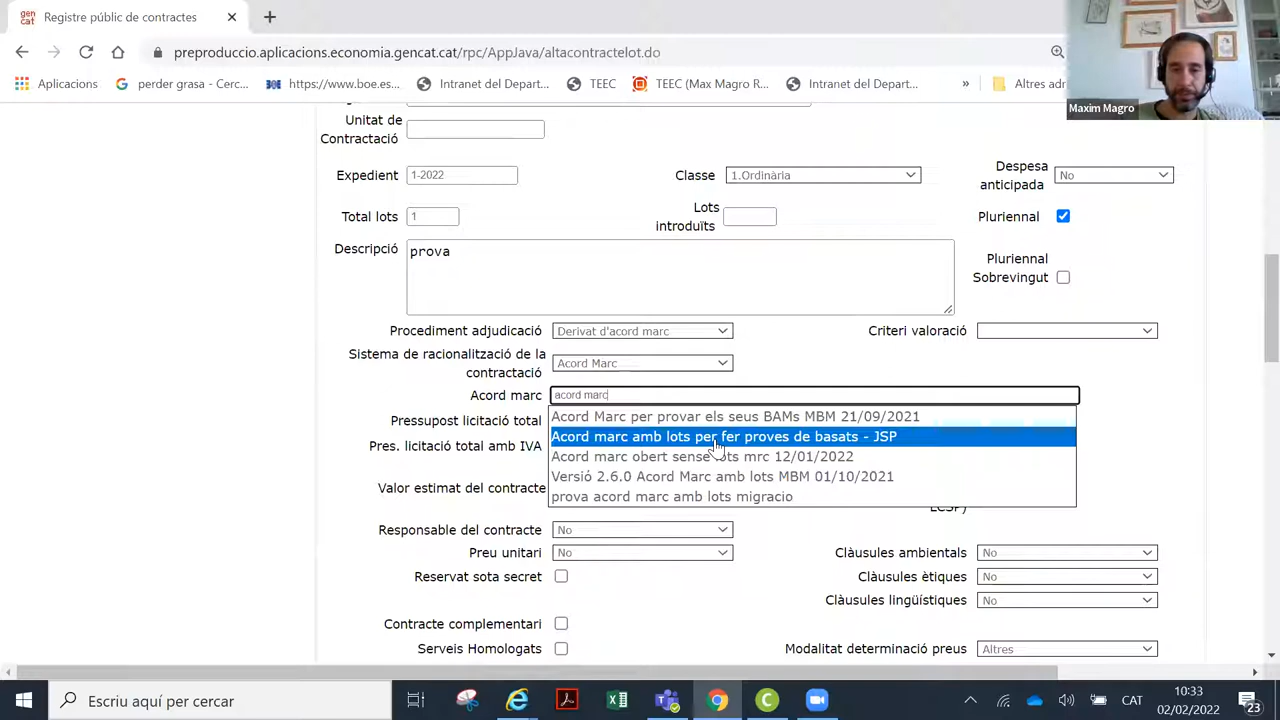 gen cat
Registre públic de contractes
preproduccio.aplicacions.economia.gencat.cat/rpc/AppJava/altacontractelot.do
Aplicacions
perder grasa - Cerc...
https://www.boe.es...
Intranet del Depart...
TEEC
TEEC (Max Magro R...
Intranet del Depart...
»
Altres adr
Maxim Magro
Unitat de
Contractació
Expedient 1-2022 Classe 1.Ordinària Despesa anticipada No
Total lots 1 Lots introduïts Pluriennal
Descripció prova
Pluriennal
Sobrevingut
Procediment adjudicació Derivat d'acord marc Criteri valoració
Sistema de racionalització de la
contractació Acord Marc
Acord marc acord marc
Acord Marc per provar els seus BAMs MBM 21/09/2021
Pressupost licitació total
Acord marc amb lots per fer proves de basats - JSP
Pres. licitació total amb IVA
Acord marc obert sense lots mrc 12/01/2022
Versió 2.6.0 Acord Marc amb lots MBM 01/10/2021
Valor estimat del contracte
prova acord marc amb lots migracio
LCSP)
Responsable del contracte No
Preu unitari No Clàusules ambientals No
Reservat sota secret Clàusules ètiques No
Clàusules lingüístiques No
Contracte complementari
Serveis Homologats Modalitat determinació preus Altres
Escriu aquí per cercar
CAT
10:33
02/02/2022
23